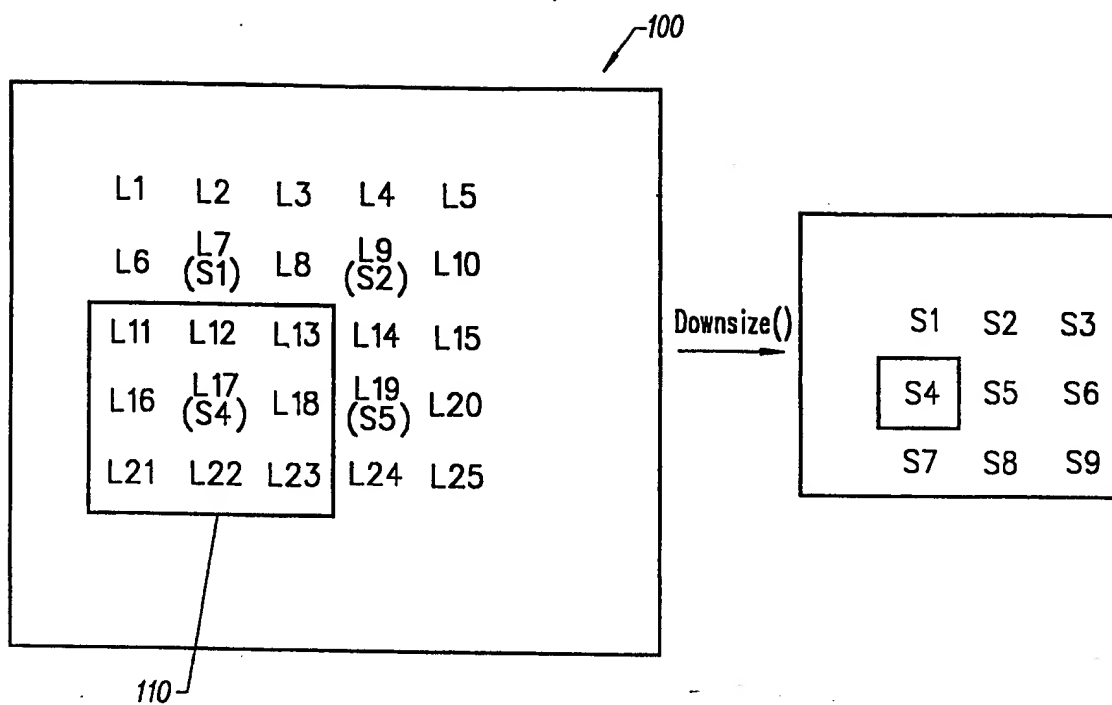 100
L1 L2 L3 L4 L5
L6 L7 L8 L9 L10
(S1) (S2)
L11 L12 L13 L14 L15
L16 L17 L18 L19 L20
(S4) (S5)
L21 L22 L23 L24 L25
110
Downsize()
S1 S2 S3
S4 S5 S6
S7 S8 S9